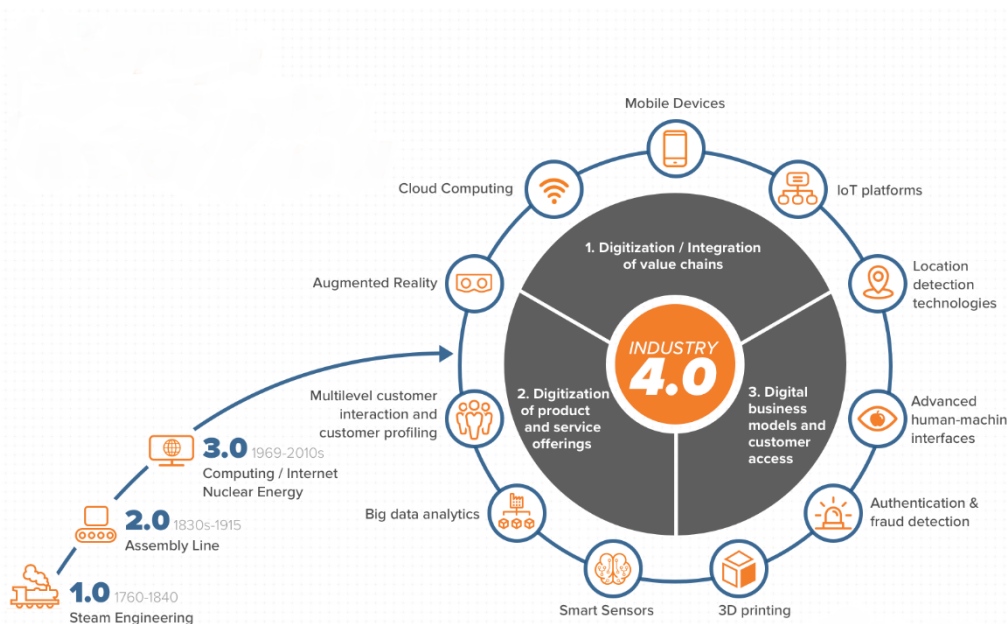 Mobile Devices
Cloud Computing
IoT platforms
1. Digitization / Integration
of value chains
Augmented Reality
Location
detection
technologies
INDUSTRY
4.0
2. Digitization
of product
and service
offerings
3. Digital
business
models and
customer
access
Multilevel customer
interaction and
customer profiling
Advanced
human-machin
interfaces
3.0 1969-2010s
Computing / Internet
Nuclear Energy
Big data analytics
Authentication &
fraud detection
2.0 1830s-1915
Assembly Line
1.0 1760-1840
Steam Engineering
Smart Sensors
3D printing